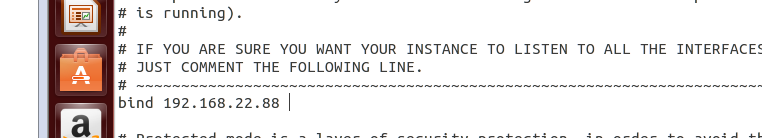 # is running).
#
# IF YOU ARE SURE YOU WANT YOUR INSTANCE TO LISTEN TO ALL THE INTERFACES
# JUST COMMENT THE FOLLOWING LINE.
# ~~~~~~~~~~~~~~~~~~~~~~~~~~~~~~~~~~~~~~~~~~~~~~~~~~~~~~~~~~~~~~~~~~~~~~
bind 192.168.22.88
# Protected mode is a layer of security protection, in order to avoid th